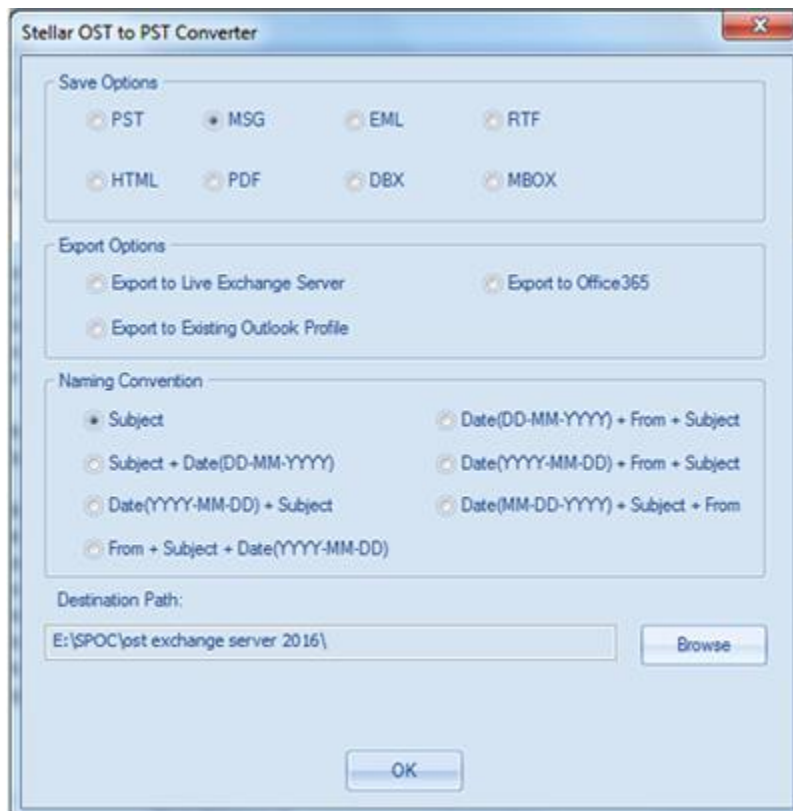 Stellar OST to PST Converter
Save Options
PST MSG EML RTF
HTML PDF DBX MBOX
Export Options
Export to Live Exchange Server Export to Office365
Export to Existing Outlook Profile
Naming Convention
Subject Date(DD-MM-YYYY) + From + Subject
Subject + Date(DD-MM-YYYY) Date(YYYY-MM-DD) + From + Subject
Date(YYYY-MM-DD) + Subject Date(MM-DD-YYYY) + Subject + From
From + Subject + Date(YYYY-MM-DD)
Destination Path:
E:\SPOC\ost exchange server 2016\ Browse
OK